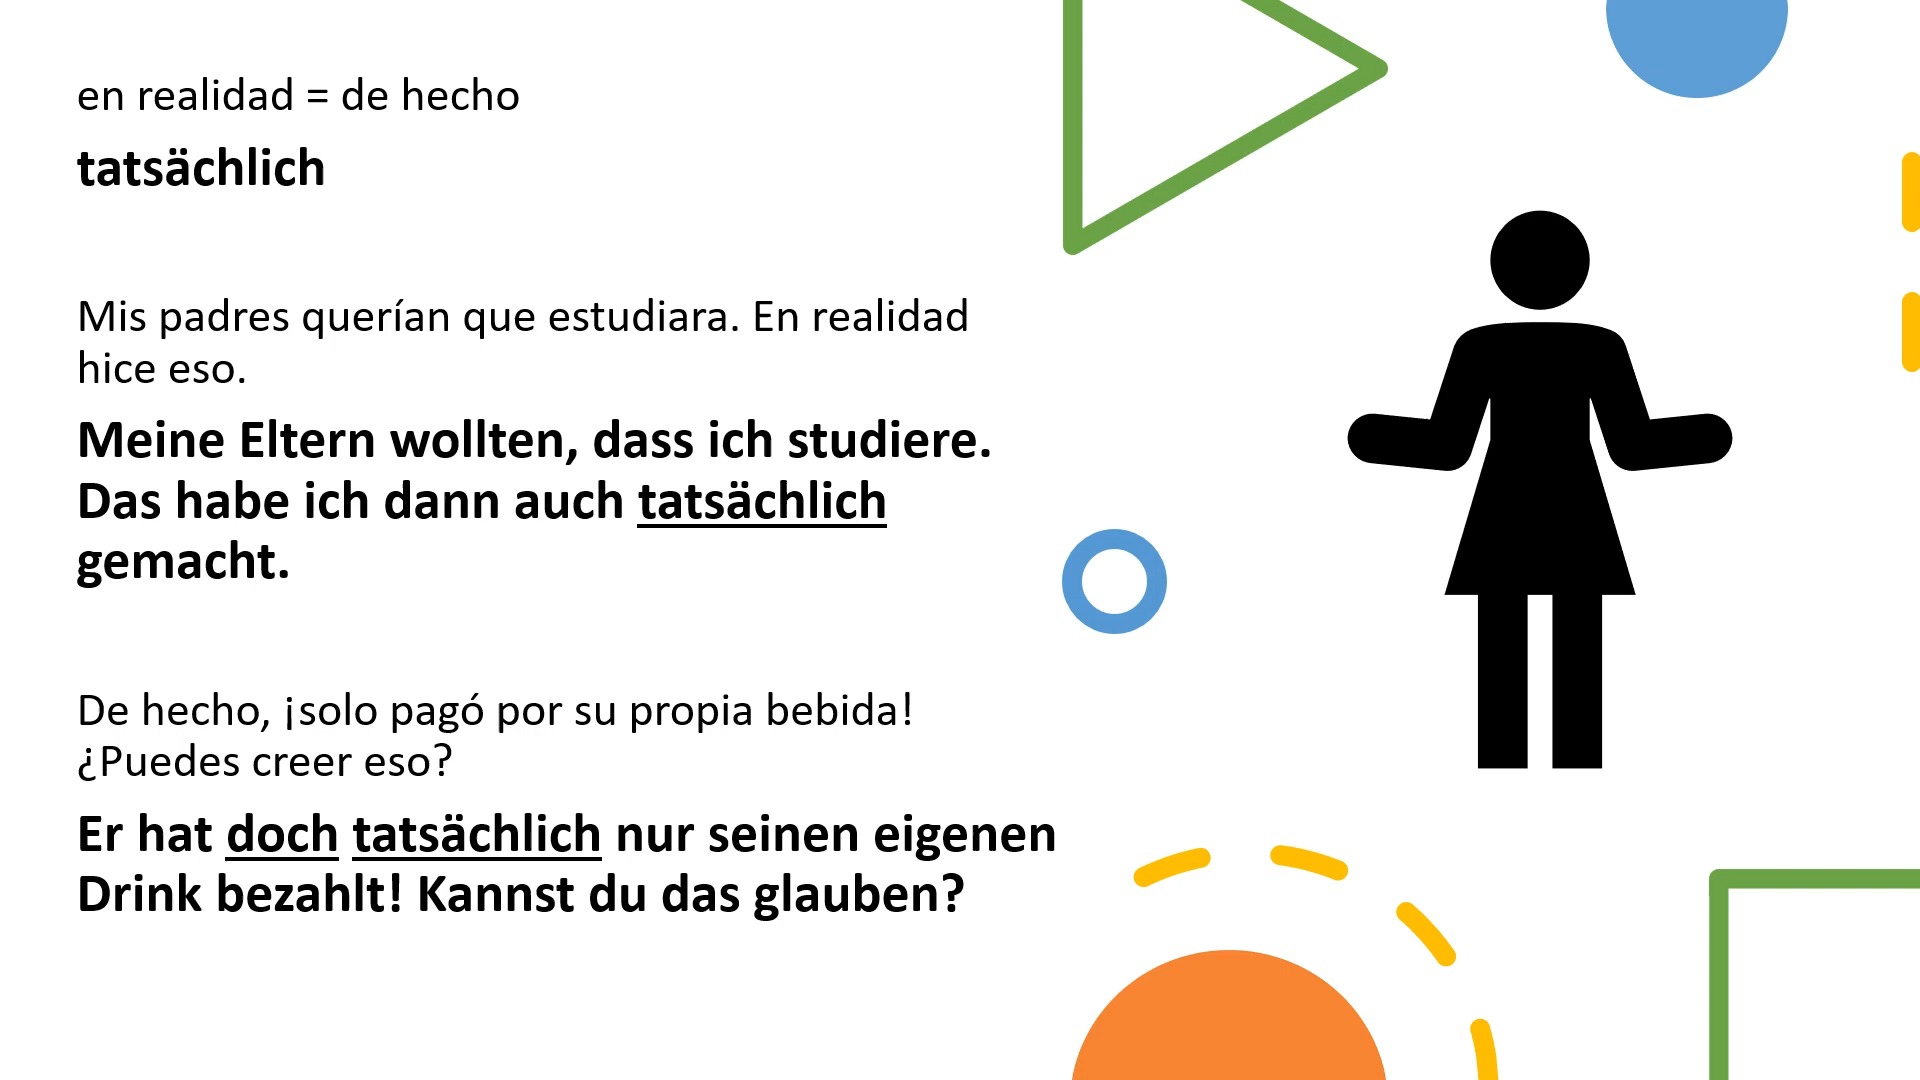 en realidad = de hecho
tatsächlich
Mis padres querían que estudiara. En realidad
hice eso.
Meine Eltern wollten, dass ich studiere.
Das habe ich dann auch tatsächlich
gemacht.
De hecho, ¡solo pagó por su propia bebida!
¿Puedes creer eso?
Er hat doch tatsächlich nur seinen eigenen
Drink bezahlt! Kannst du das glauben?